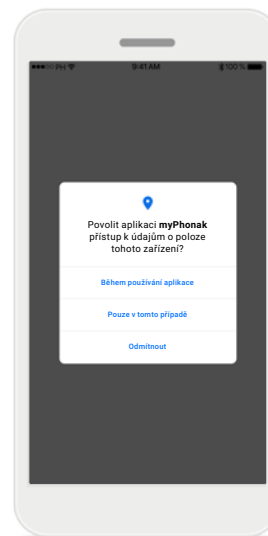 PH 9:41 AM 100 %
Povolit aplikaci myPhonak
přístup k údajům o poloze
tohoto zařízení?
Během používání aplikace
Pouze v tomto případě
Odmítnout